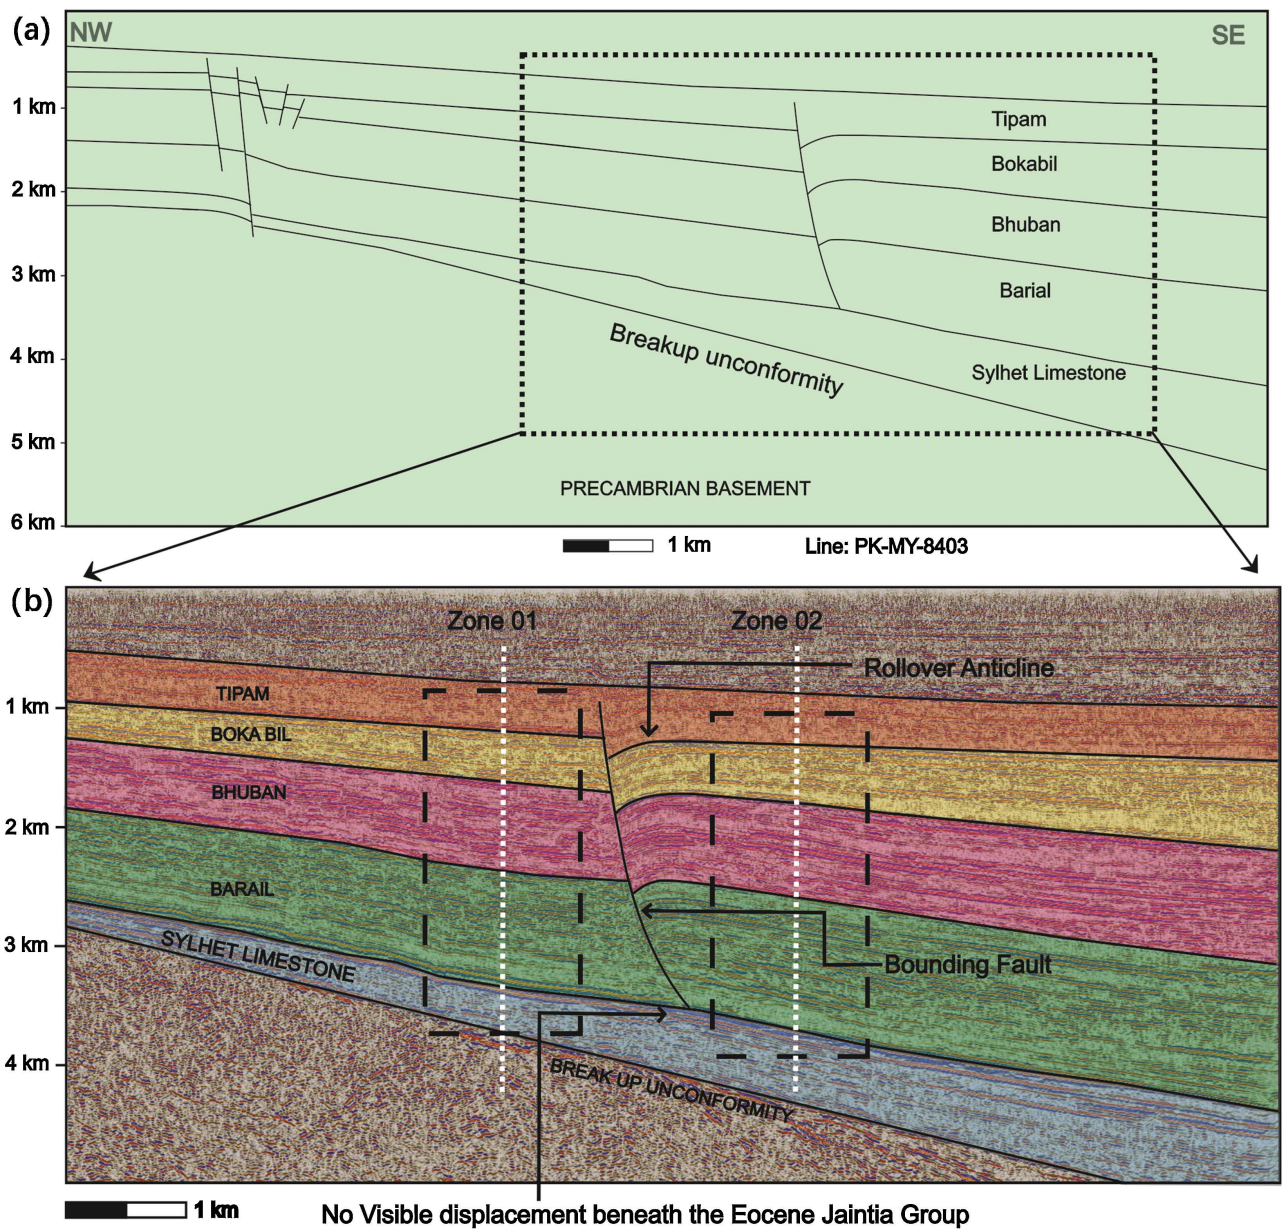 (a)
NW
SE
1 km
Tipam
Bokabil
2 km
Bhuban
3 km
Barial
4 km
Breakup unconformity
Sylhet Limestone
5 km
PRECAMBRIAN BASEMENT
6 km
1 km
Line: PK-MY-8403
(b)
Zone 01
Zone 02
Rollover Anticline
TIPAM
1 km
BOKA BIL
BHUBAN
2 km
BARAIL
3 km
SYLHET LIMESTONE
Bounding Fault
4 km
BREAK UP UNCONFORMITY
1 km
No Visible displacement beneath the Eocene Jaintia Group